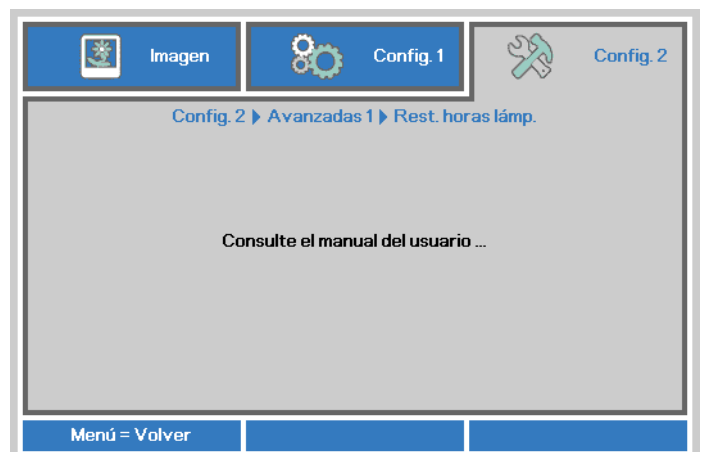 Imagen
Config. 1
Config. 2
Config. 2 ▶ Avanzadas 1 ▶ Rest. horas lámp.
Consulte el manual del usuario ...
Menú = Volver